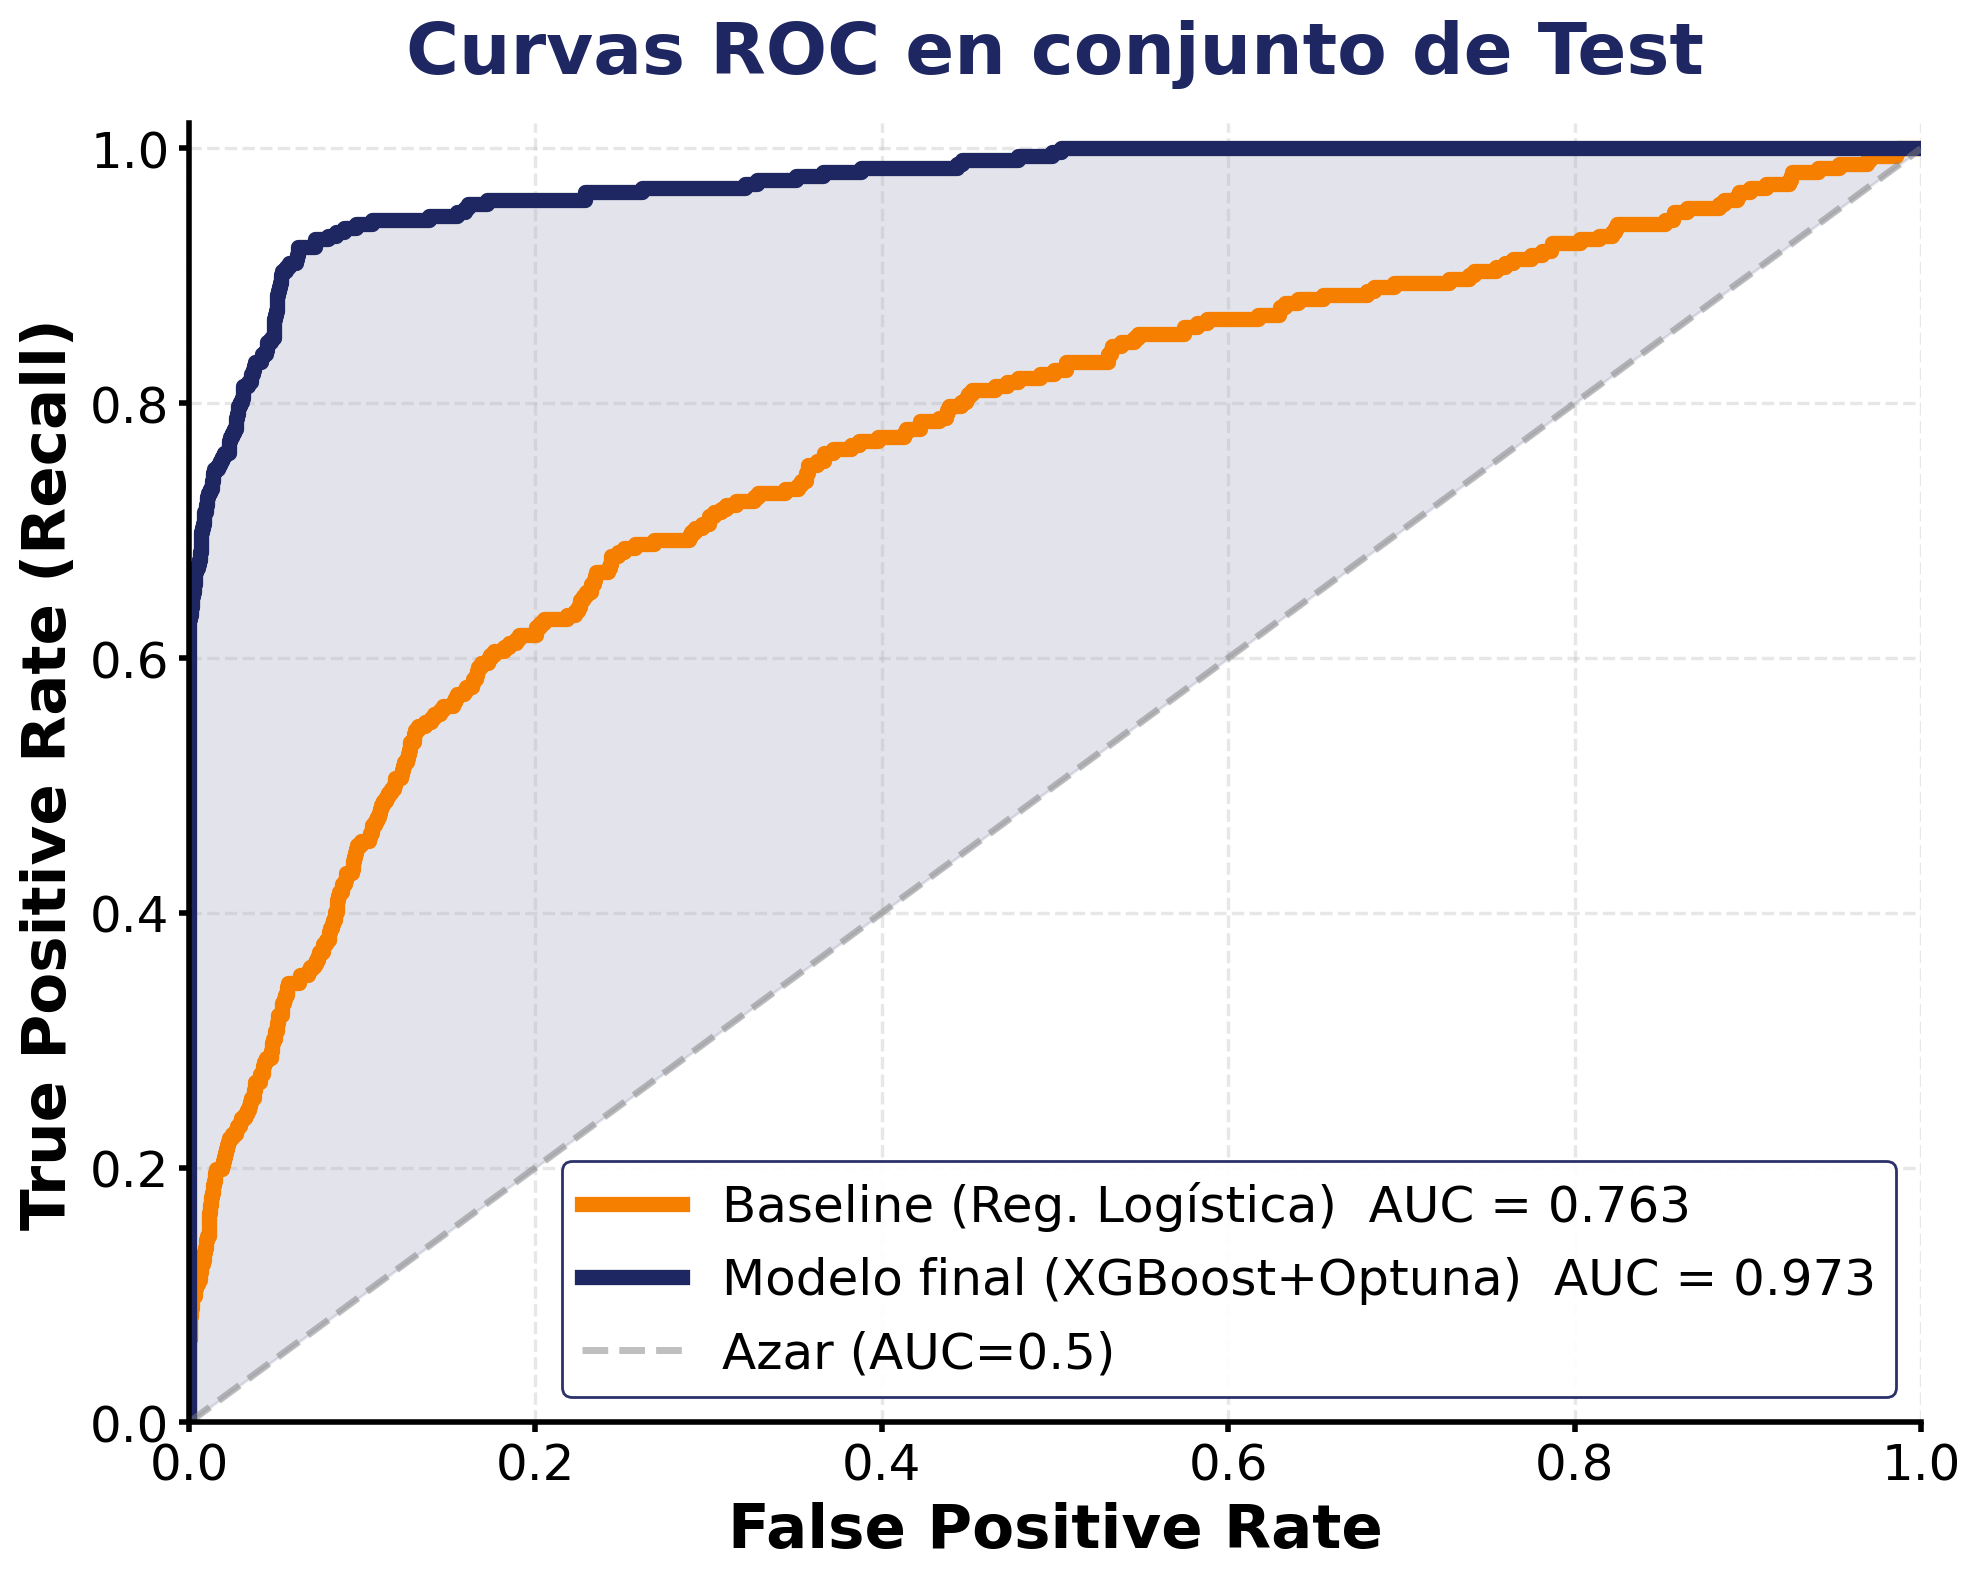 Curvas ROC en conjunto de Test
True Positive Rate (Recall)
1.0
0.8
0.6
0.4
0.2
0.0
Baseline (Reg. Logística)  AUC = 0.763
Modelo final (XGBoost+Optuna)  AUC = 0.973
Azar (AUC=0.5)
0.0 0.2 0.4 0.6 0.8 1.0
False Positive Rate